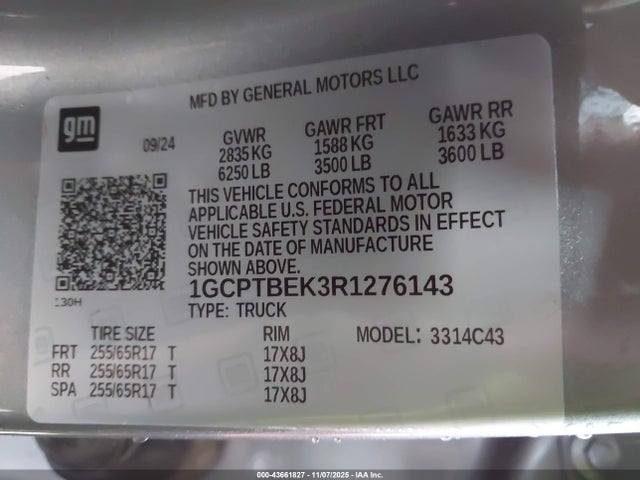 MFD BY GENERAL MOTORS LLC
gm
09/24
GVWR GAWR FRT GAWR RR
2835 KG 1588 KG 1633 KG
6250 LB 3500 LB 3600 LB
THIS VEHICLE CONFORMS TO ALL
APPLICABLE U.S. FEDERAL MOTOR
VEHICLE SAFETY STANDARDS IN EFFECT
ON THE DATE OF MANUFACTURE
SHOWN ABOVE.
130H
1GCPTBEK3R1276143
TYPE: TRUCK
TIRE SIZE RIM MODEL: 3314C43
FRT 255/65R17 T 17X8J
RR 255/65R17 T 17X8J
SPA 255/65R17 T 17X8J
000-43661827 - 11/07/2025 - IAA Inc.